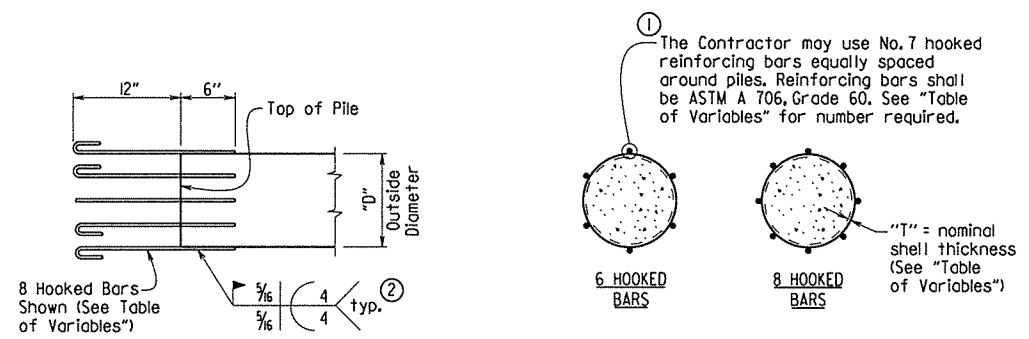 1
The Contractor may use No. 7 hooked
reinforcing bars equally spaced
around piles. Reinforcing bars shall
be ASTM A 706, Grade 60. See "Table
of Variables" for number required.
12"
6"
Top of Pile
"D"
Outside
Diameter
8 Hooked Bars
Shown (See Table
of Variables")
5/16
4
5/16
4
typ.
2
6 HOOKED
BARS
8 HOOKED
BARS
"T" = nominal
shell thickness
(See "Table
of Variables")